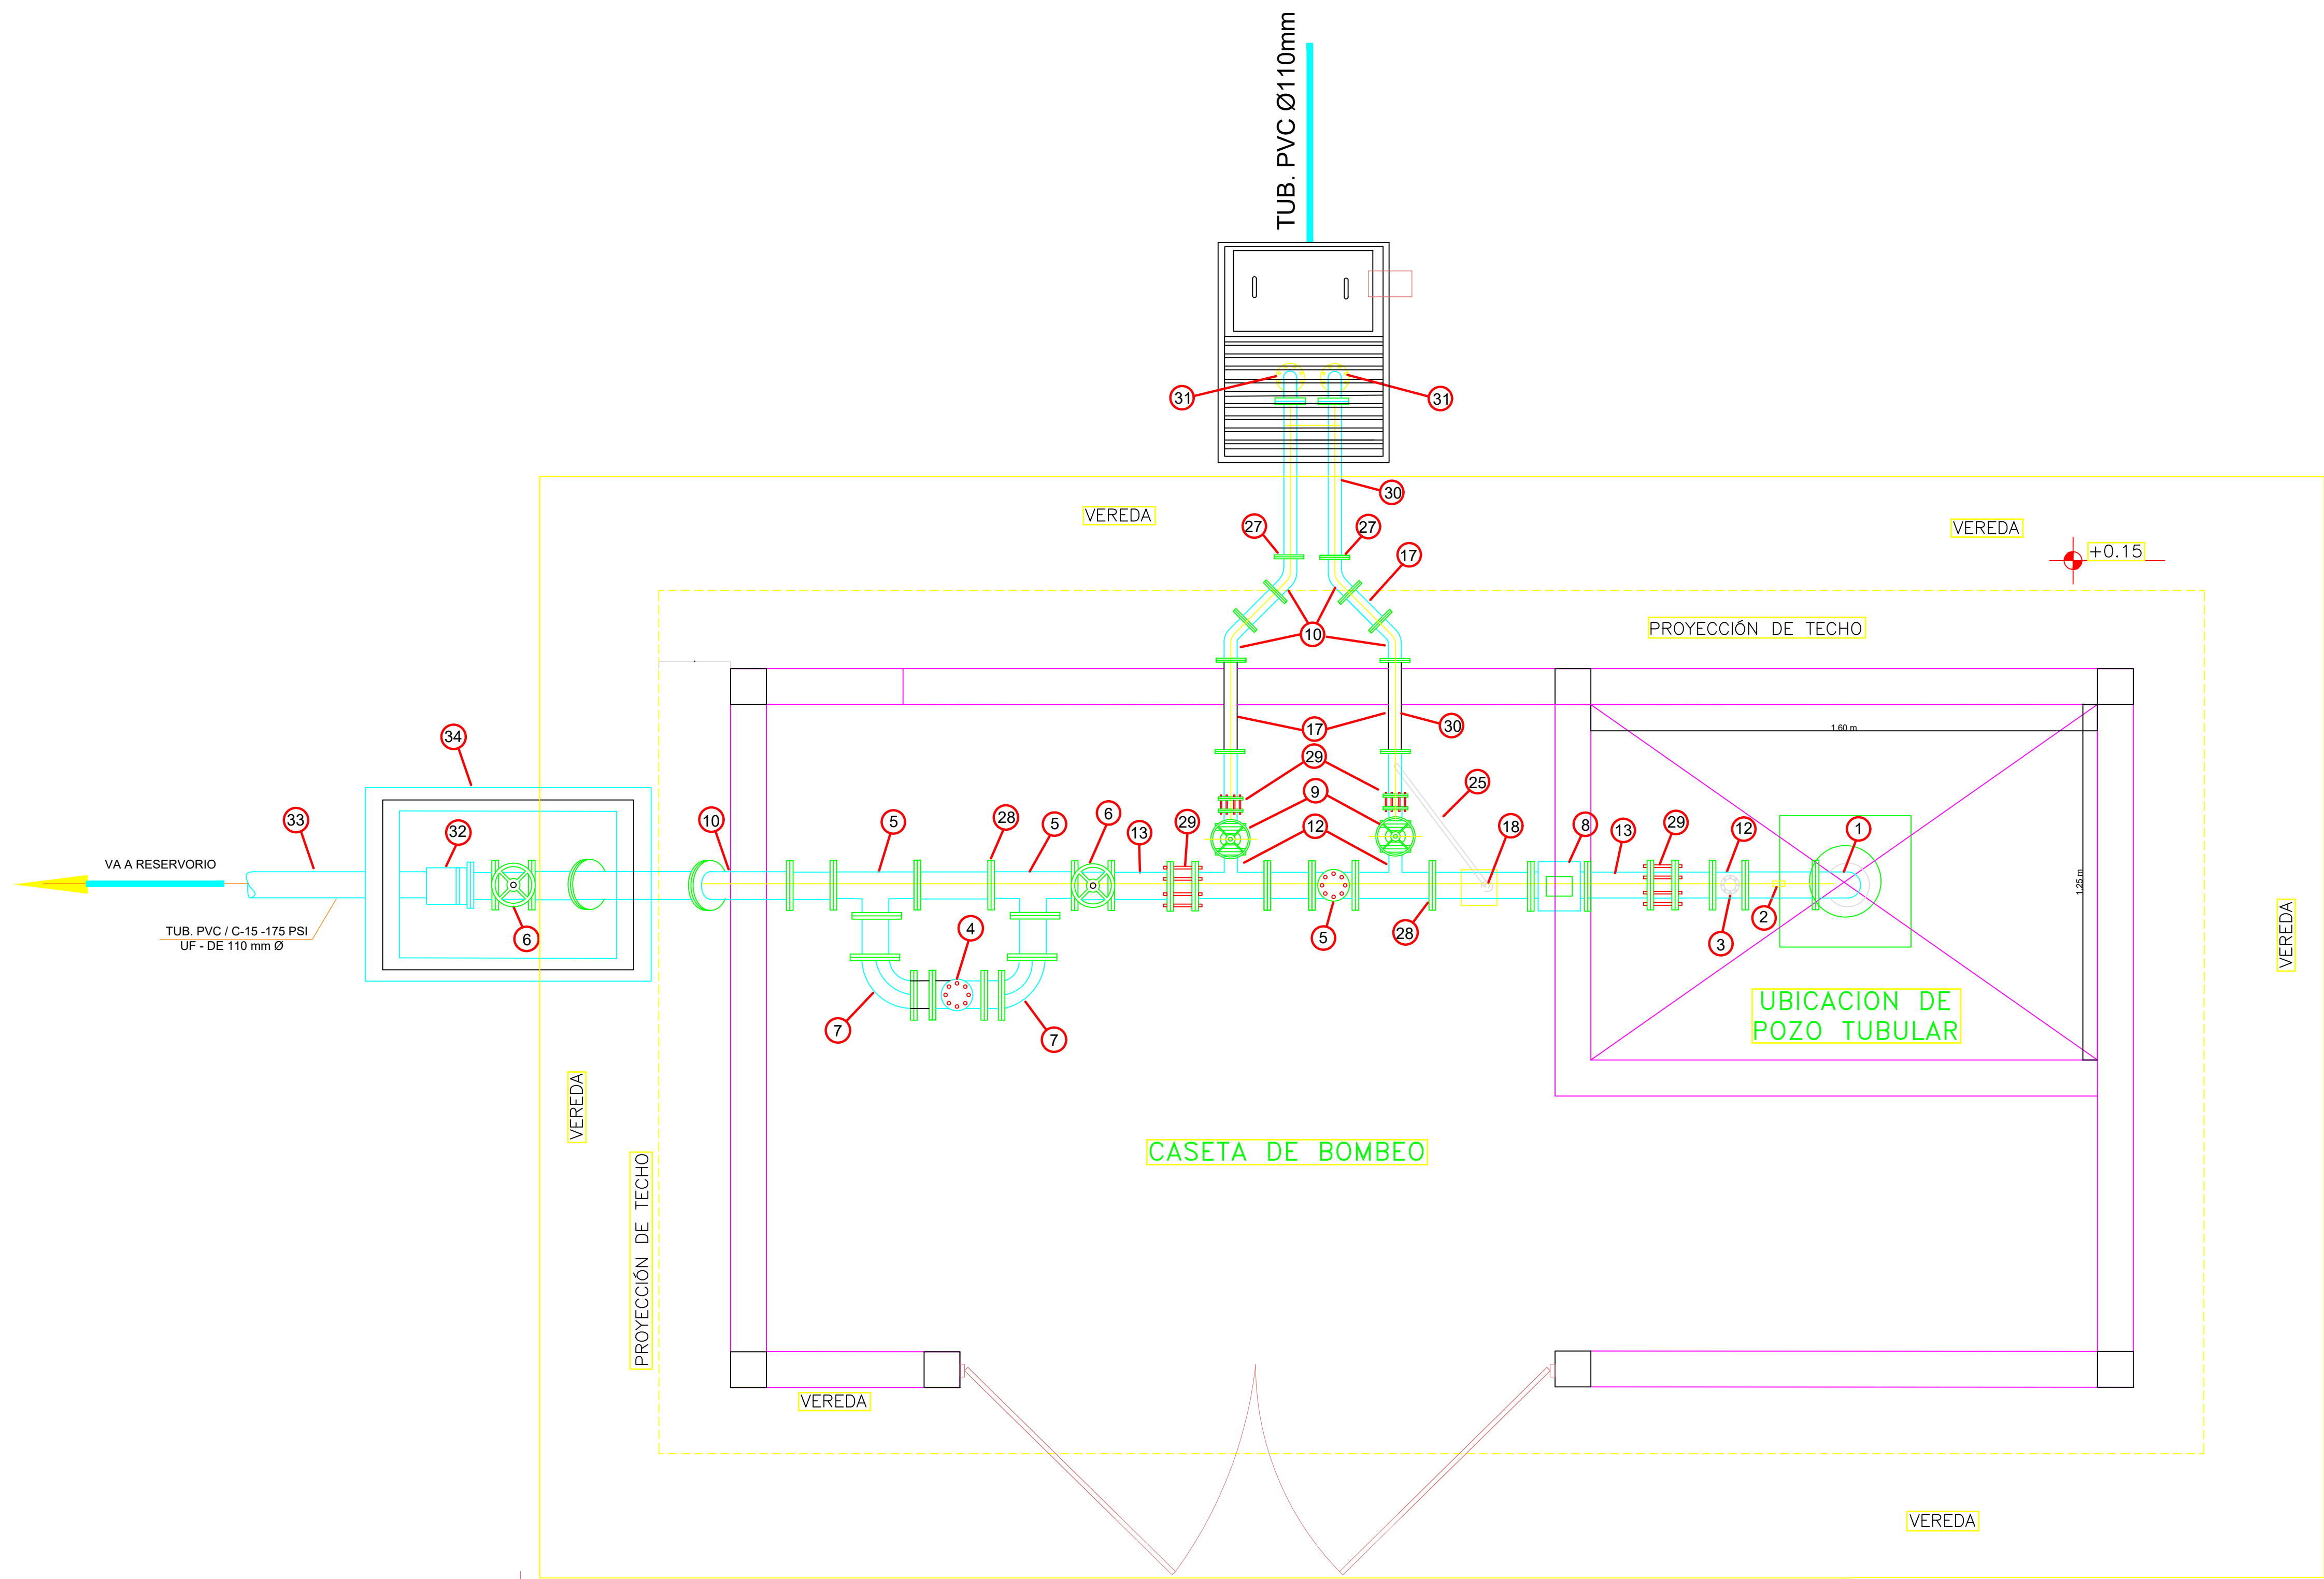 TUB. PVC Ø110mm
31
31
30
VEREDA
27
27
VEREDA
17
+0.15
10
PROYECCIÓN DE TECHO
34
17
30
1.60 m
29
25
9
33
32
10
5
28
5
6
13
29
12
18
8
13
29
12
1
VA A RESERVORIO
1.25 m
2
TUB. PVC / C-15 -175 PSI
UF - DE 110 mm Ø
6
4
5
28
3
VEREDA
7
7
UBICACION DE
POZO TUBULAR
VEREDA
CASETA DE BOMBEO
PROYECCIÓN DE TECHO
VEREDA
VEREDA